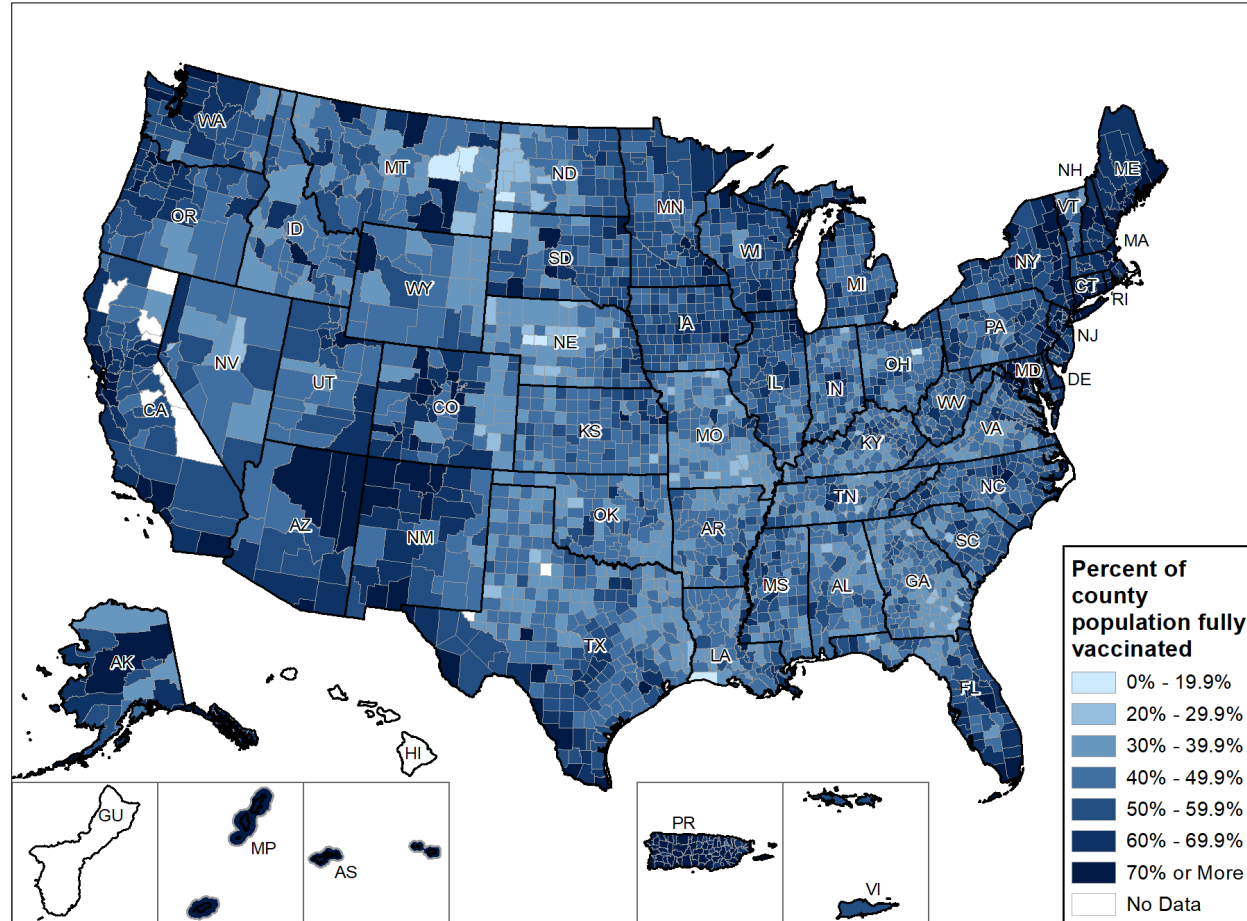 WA
MT
ND
MN
NH
ME
VT
OR
ID
SD
WI
MI
NY
MA
WY
CT
RI
IA
NE
PA
NJ
NV
UT
CO
IL
IN
OH
MD
DE
CA
KS
MO
WV
VA
KY
AZ
NM
OK
AR
TN
NC
SC
MS
AL
GA
TX
LA
FL
AK
HI
GU
MP
AS
PR
VI
Percent of
county
population fully
vaccinated
0% - 19.9%
20% - 29.9%
30% - 39.9%
40% - 49.9%
50% - 59.9%
60% - 69.9%
70% or More
No Data